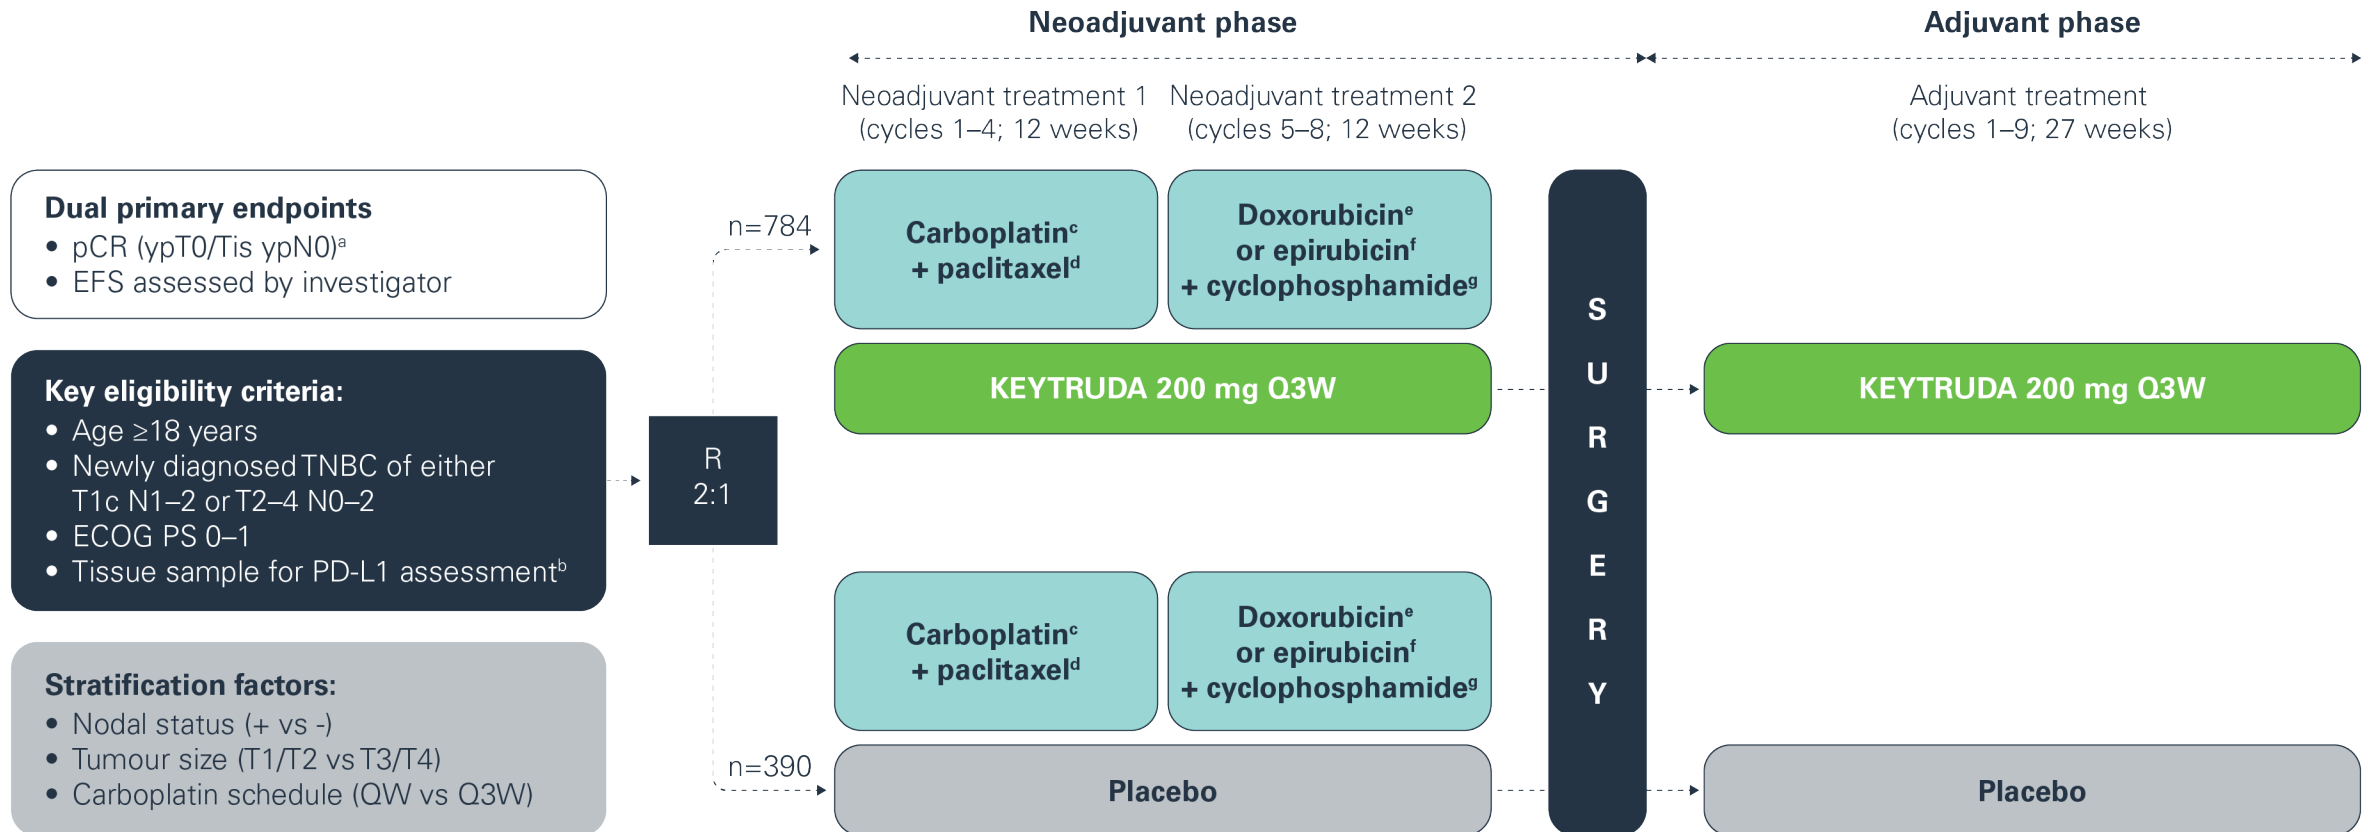 Neoadjuvant phase
Adjuvant phase
Neoadjuvant treatment 1
(cycles 1–4; 12 weeks)
Neoadjuvant treatment 2
(cycles 5–8; 12 weeks)
Adjuvant treatment
(cycles 1–9; 27 weeks)
Dual primary endpoints
• pCR (ypT0/Tis ypN0)ᵃ
• EFS assessed by investigator
Key eligibility criteria:
• Age ≥18 years
• Newly diagnosed TNBC of either
T1c N1–2 or T2–4 N0–2
• ECOG PS 0–1
• Tissue sample for PD-L1 assessmentᵇ
Stratification factors:
• Nodal status (+ vs -)
• Tumour size (T1/T2 vs T3/T4)
• Carboplatin schedule (QW vs Q3W)
R
2:1
n=784
Carboplatinᶜ
+ paclitaxelᵈ
Doxorubicinᵉ
or epirubicinᶠ
+ cyclophosphamideᵍ
KEYTRUDA 200 mg Q3W
n=390
Carboplatinᶜ
+ paclitaxelᵈ
Doxorubicinᵉ
or epirubicinᶠ
+ cyclophosphamideᵍ
Placebo
S
U
R
G
E
R
Y
KEYTRUDA 200 mg Q3W
Placebo